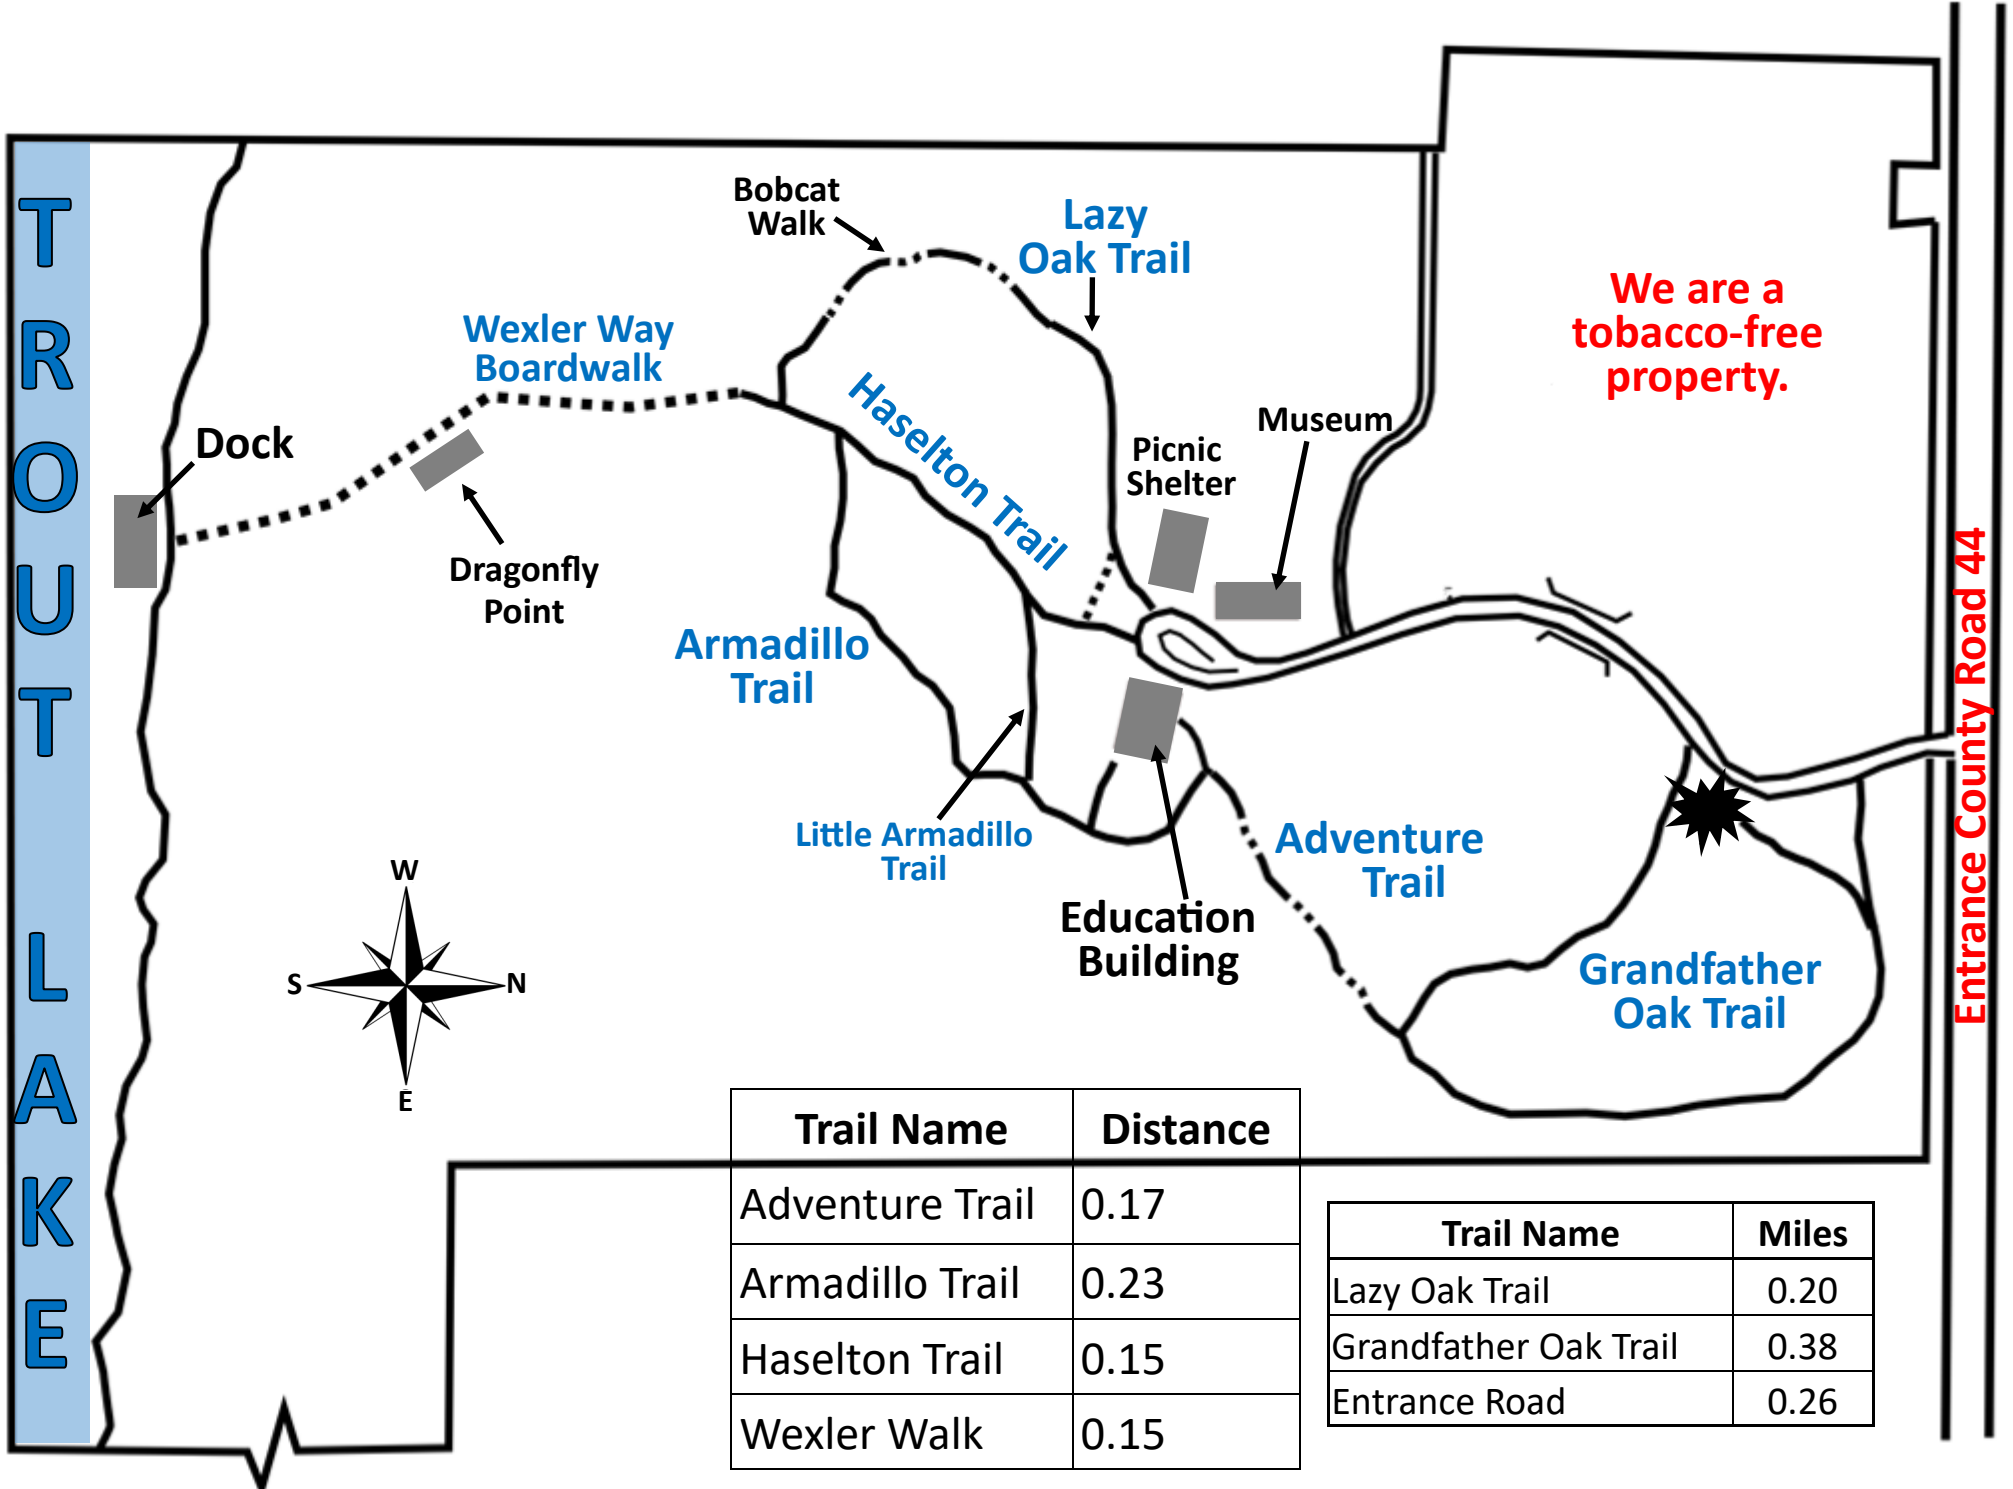 TROUT LAKE
Bobcat
Walk
Lazy
Oak Trail
We are a
tobacco-free
property.
Wexler Way
Boardwalk
Haselton Trail
Museum
Dock
Picnic
Shelter
Dragonfly
Point
Entrance County Road 44
Armadillo
Trail
Little Armadillo
Trail
Adventure
Trail
Education
Building
Grandfather
Oak Trail
W
S
N
E
Trail Name Distance
Adventure Trail 0.17
Armadillo Trail 0.23
Haselton Trail 0.15
Wexler Walk 0.15
Trail Name Miles
Lazy Oak Trail 0.20
Grandfather Oak Trail 0.38
Entrance Road 0.26